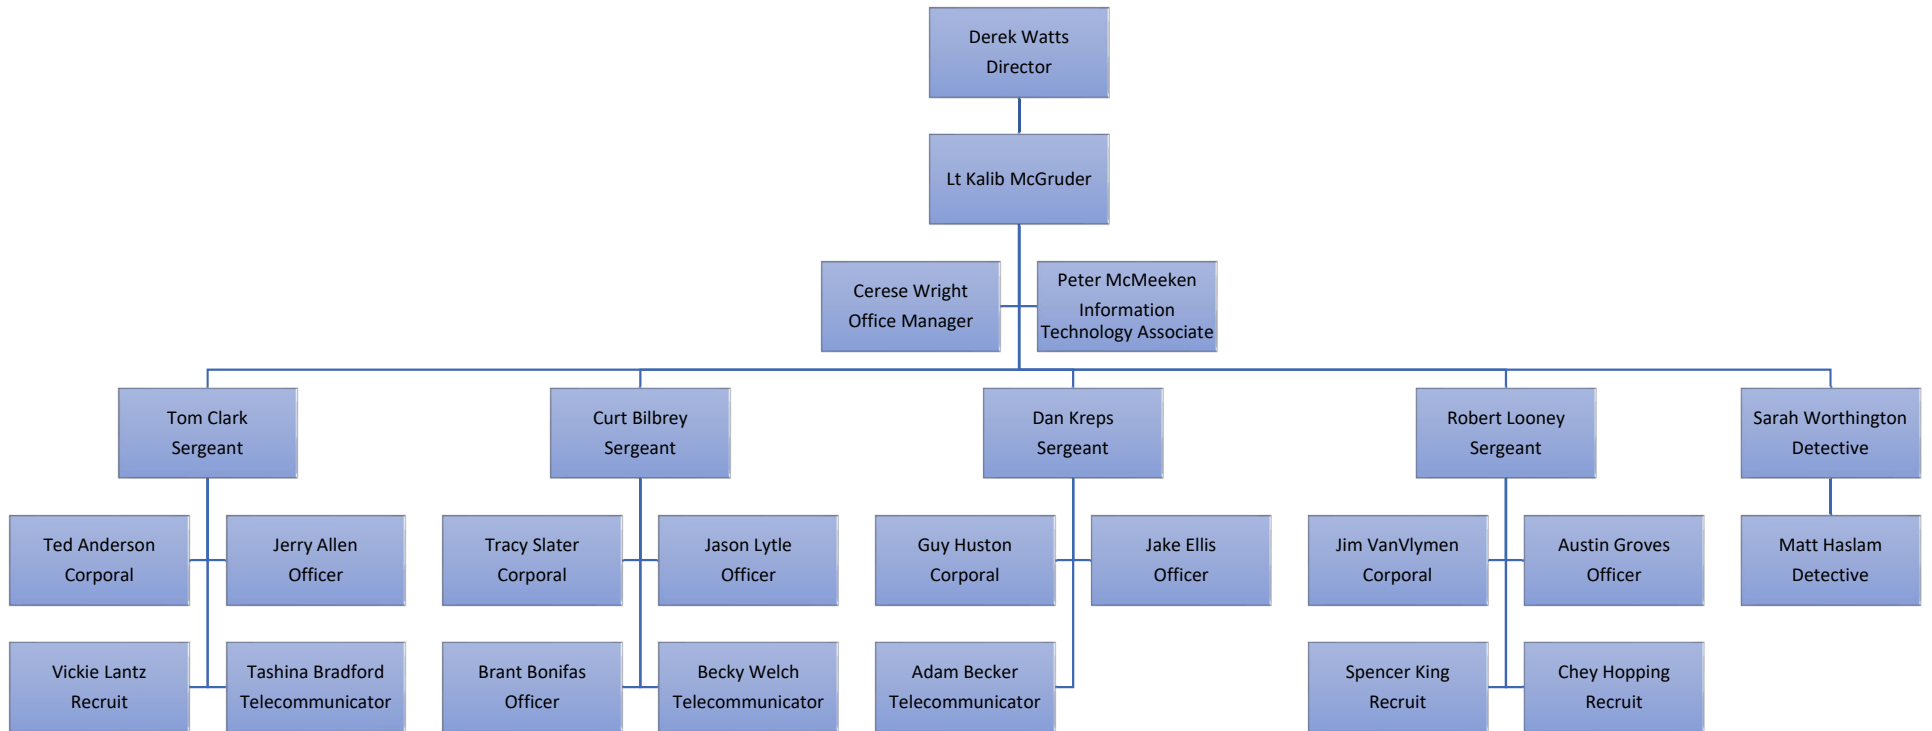 Derek Watts
Director
Lt Kalib McGruder
Cerese Wright
Office Manager
Peter McMeeken
Information
Technology Associate
Tom Clark
Sergeant
Curt Bilbrey
Sergeant
Dan Kreps
Sergeant
Robert Looney
Sergeant
Sarah Worthington
Detective
Ted Anderson
Corporal
Jerry Allen
Officer
Tracy Slater
Corporal
Jason Lytle
Officer
Guy Huston
Corporal
Jake Ellis
Officer
Jim VanVlymen
Corporal
Austin Groves
Officer
Matt Haslam
Detective
Vickie Lantz
Recruit
Tashina Bradford
Telecommunicator
Brant Bonifas
Officer
Becky Welch
Telecommunicator
Adam Becker
Telecommunicator
Spencer King
Recruit
Chey Hopping
Recruit